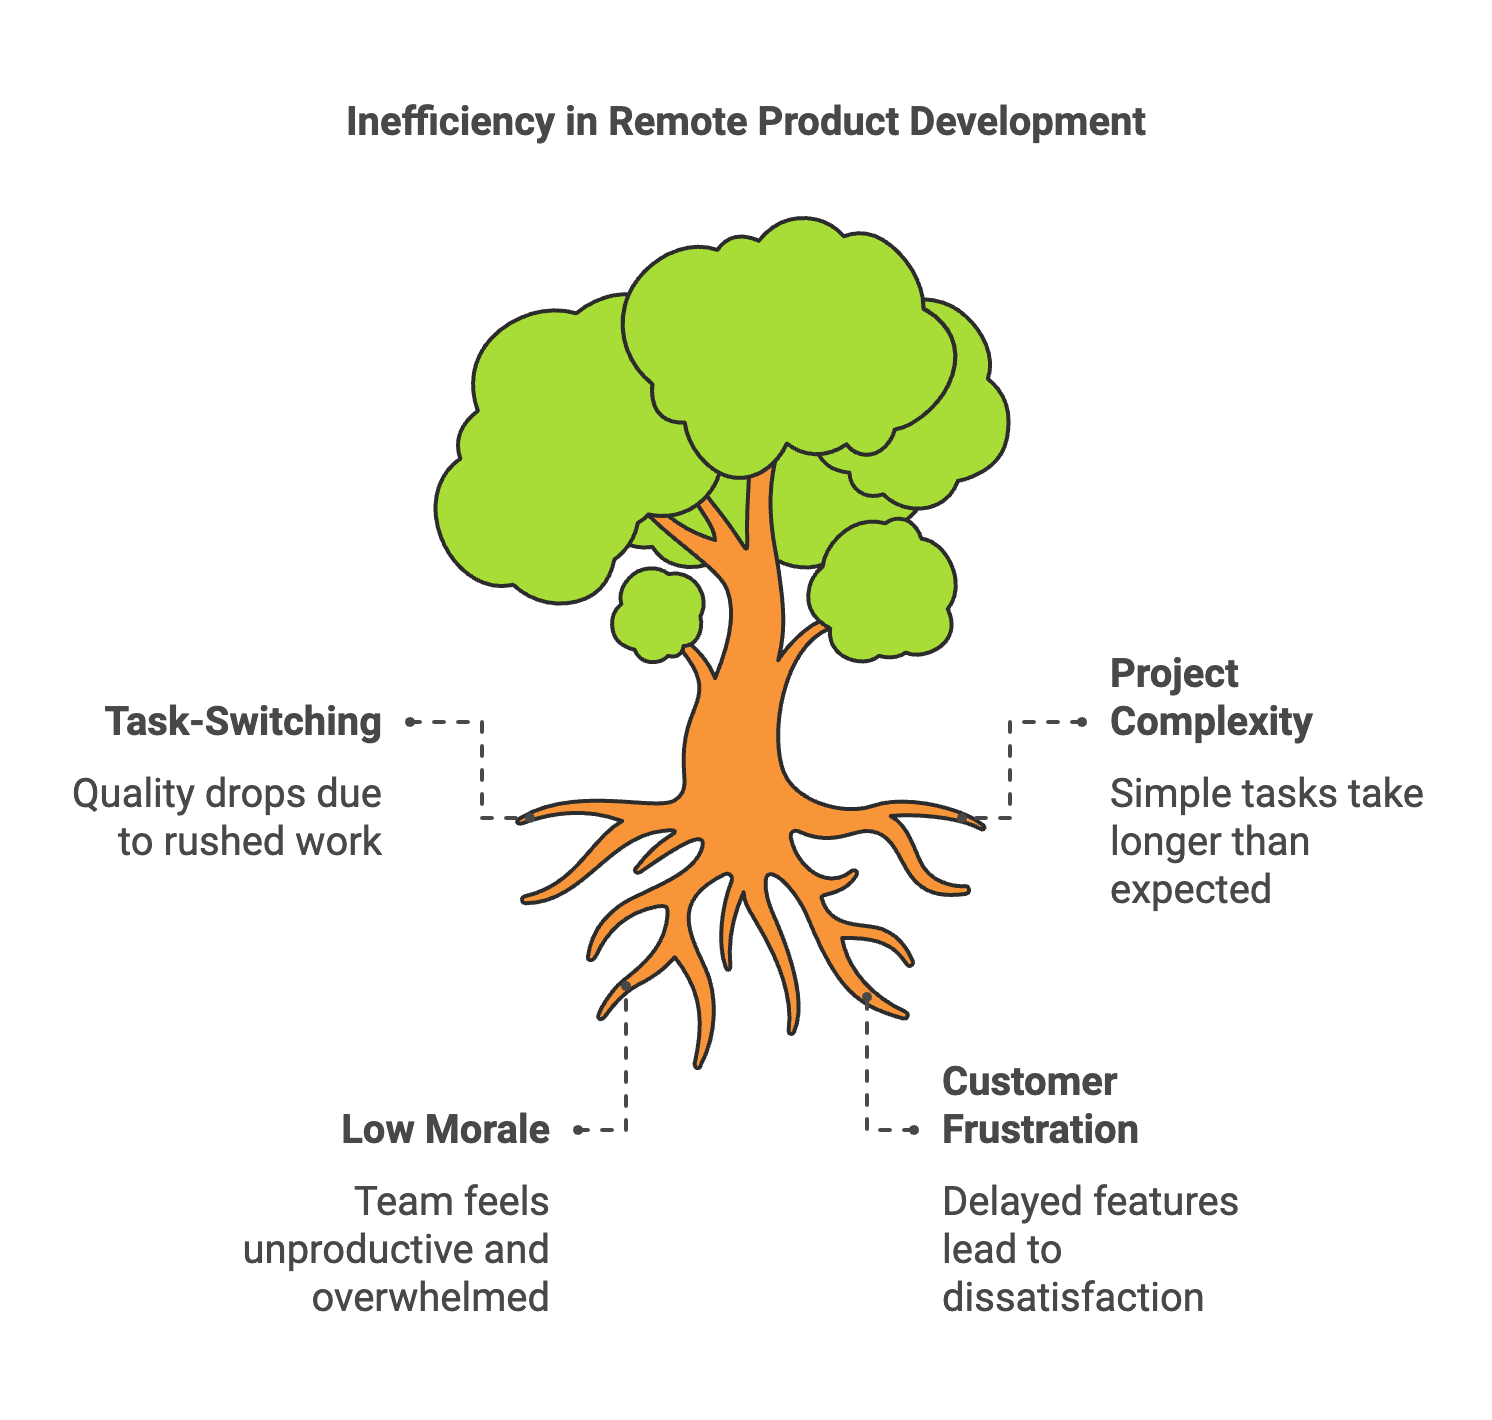 Inefficiency in Remote Product Development
Task-Switching
Quality drops due
to rushed work
Project
Complexity
Simple tasks take
longer than
expected
Low Morale
Team feels
unproductive and
overwhelmed
Customer
Frustration
Delayed features
lead to
dissatisfaction